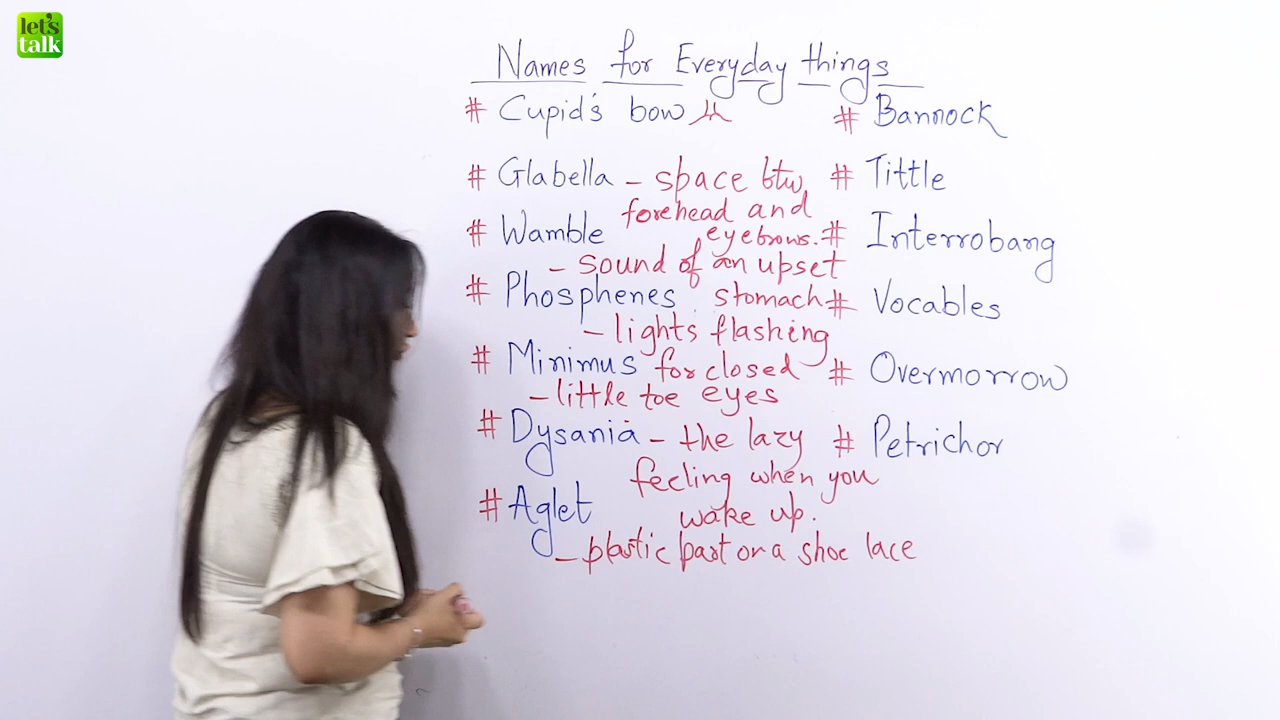 let's
talk
Names for Everyday things
# Cupid's bow
# Glabella – space btw
forehead and
eyebrows.
# Wamble
– sound of an upset
stomach
# Phosphenes
– lights flashing
for closed
eyes
# Minimus
– little toe
# Dysania – the lazy
feeling when you
wake up.
# Aglet
– plastic part or a shoe lace
# Bannock
# Tittle
# Interrobang
# Vocables
# Overmorrow
# Petrichor